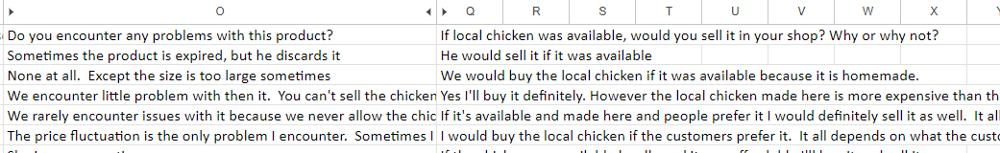 O Q R S T U V W X
Do you encounter any problems with this product? If local chicken was available, would you sell it in your shop? Why or why not?
Sometimes the product is expired, but he discards it He would sell it if it was available
None at all. Except the size is too large sometimes We would buy the local chicken if it was available because it is homemade.
We encounter little problem with then it. You can't sell the chicken Yes I'll buy it definitely. However the local chicken made here is more expensive than
We rarely encounter issues with it because we never allow the If it's available and made here and people prefer it I would definitely sell it as well. It
The price fluctuation is the only problem I encounter. Sometimes I I would buy the local chicken if the customers prefer it. It all depends on what the